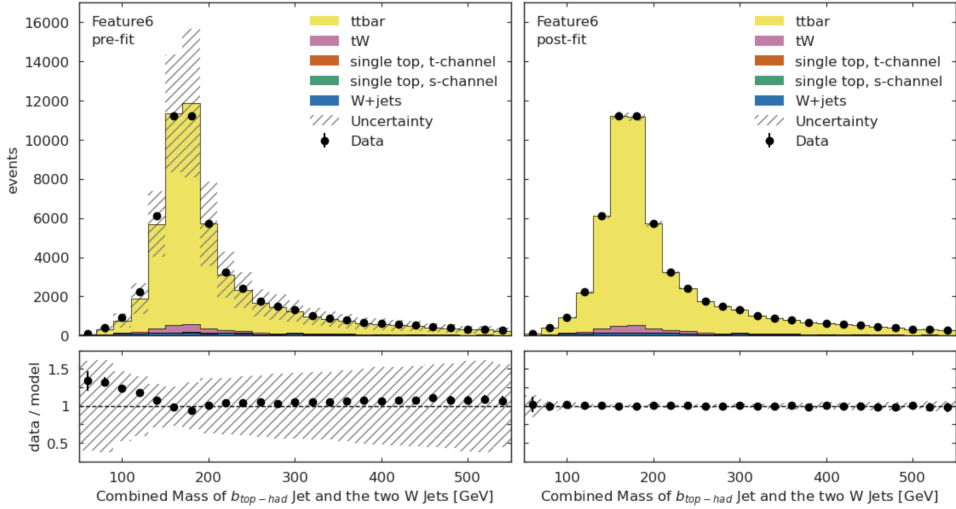 Feature6
pre-fit
ttbar
tW
single top, t-channel
single top, s-channel
W+jets
Uncertainty
Data
events
16000
14000
12000
10000
8000
6000
4000
2000
0
data / model
1.5
1
0.5
100 200 300 400 500
Combined Mass of b_{top-had} Jet and the two W Jets [GeV]
Feature6
post-fit
ttbar
tW
single top, t-channel
single top, s-channel
W+jets
Uncertainty
Data
100 200 300 400 500
Combined Mass of b_{top-had} Jet and the two W Jets [GeV]